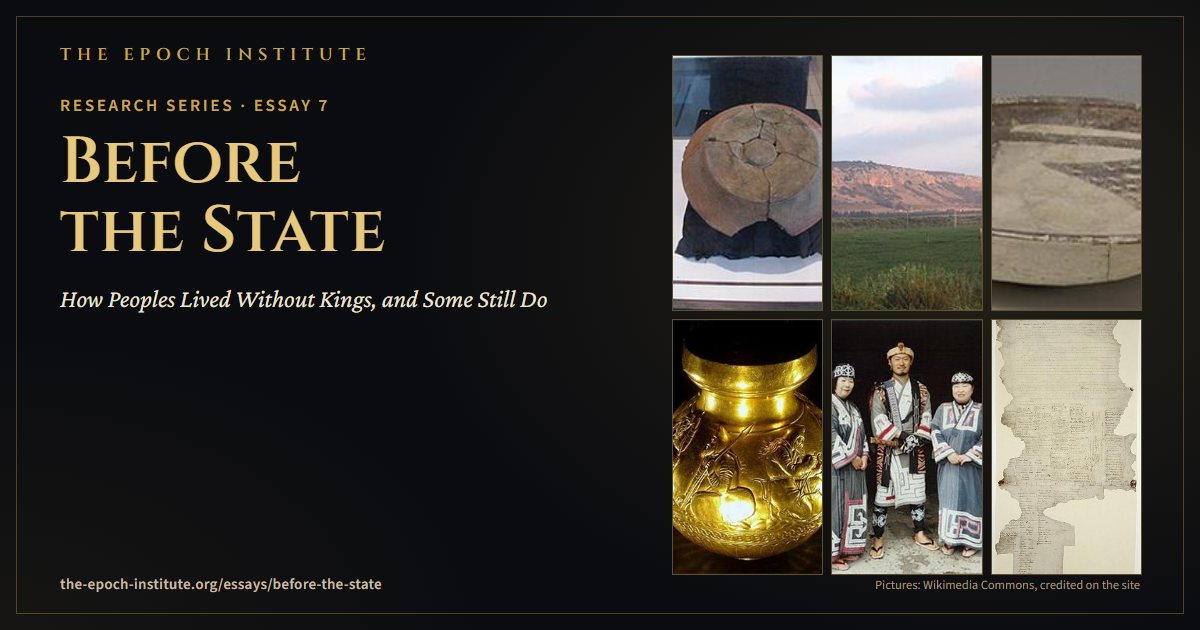 THE EPOCH INSTITUTE
RESEARCH SERIES · ESSAY 7
BEFORE
THE STATE
How Peoples Lived Without Kings, and Some Still Do
the-epoch-institute.org/essays/before-the-state
Pictures: Wikimedia Commons, credited on the site